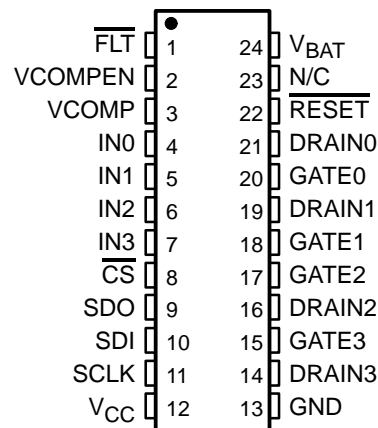 FLT 1 24 VBAT
VCOMPEN 2 23 N/C
VCOMP 3 22 RESET
IN0 4 21 DRAIN0
IN1 5 20 GATE0
IN2 6 19 DRAIN1
IN3 7 18 GATE1
CS 8 17 GATE2
SDO 9 16 DRAIN2
SDI 10 15 GATE3
SCLK 11 14 DRAIN3
VCC 12 13 GND